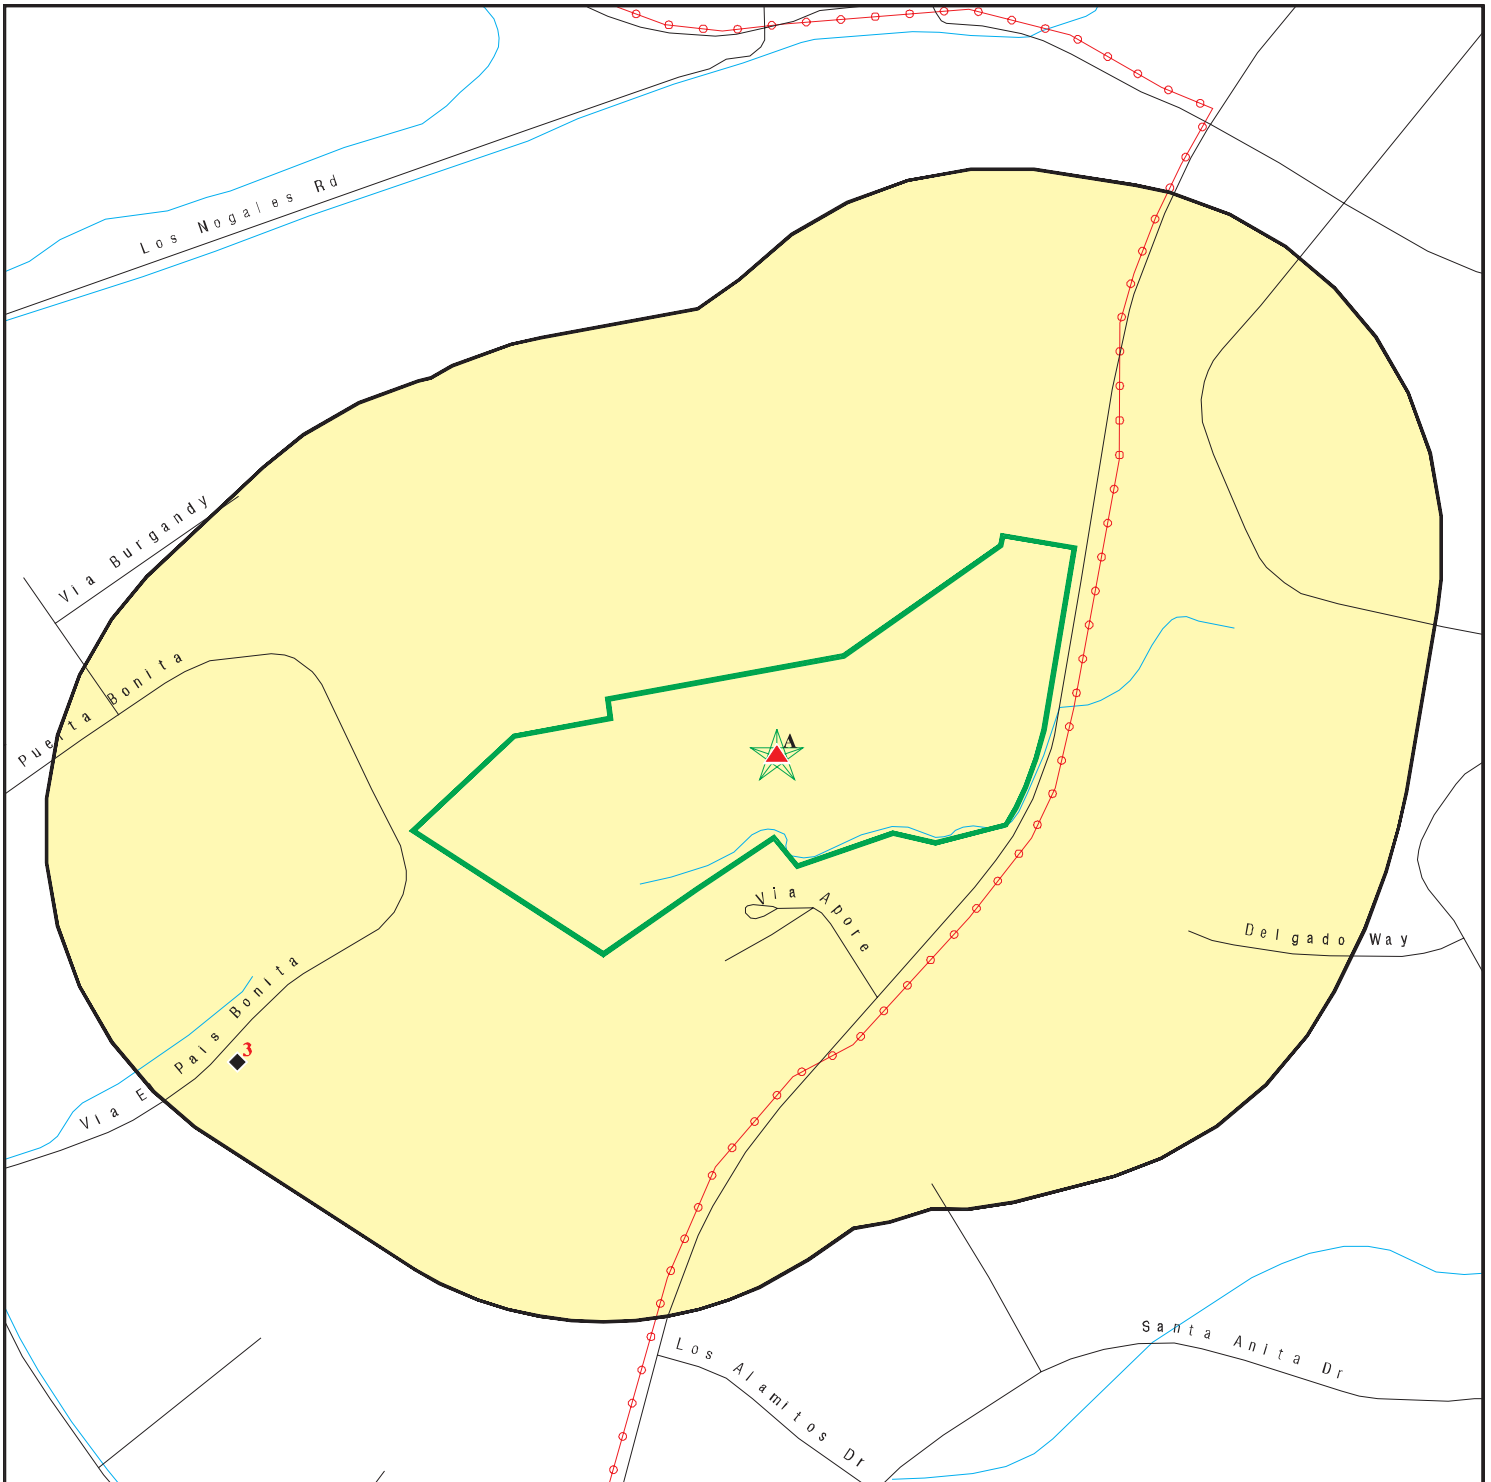 Los Nogales Rd
Via Burgandy
Puerta Bonita
A
Via Apore
Delgado Way
Via El Pais Bonita
3
Santa Anita Dr
Los Alamitos Dr